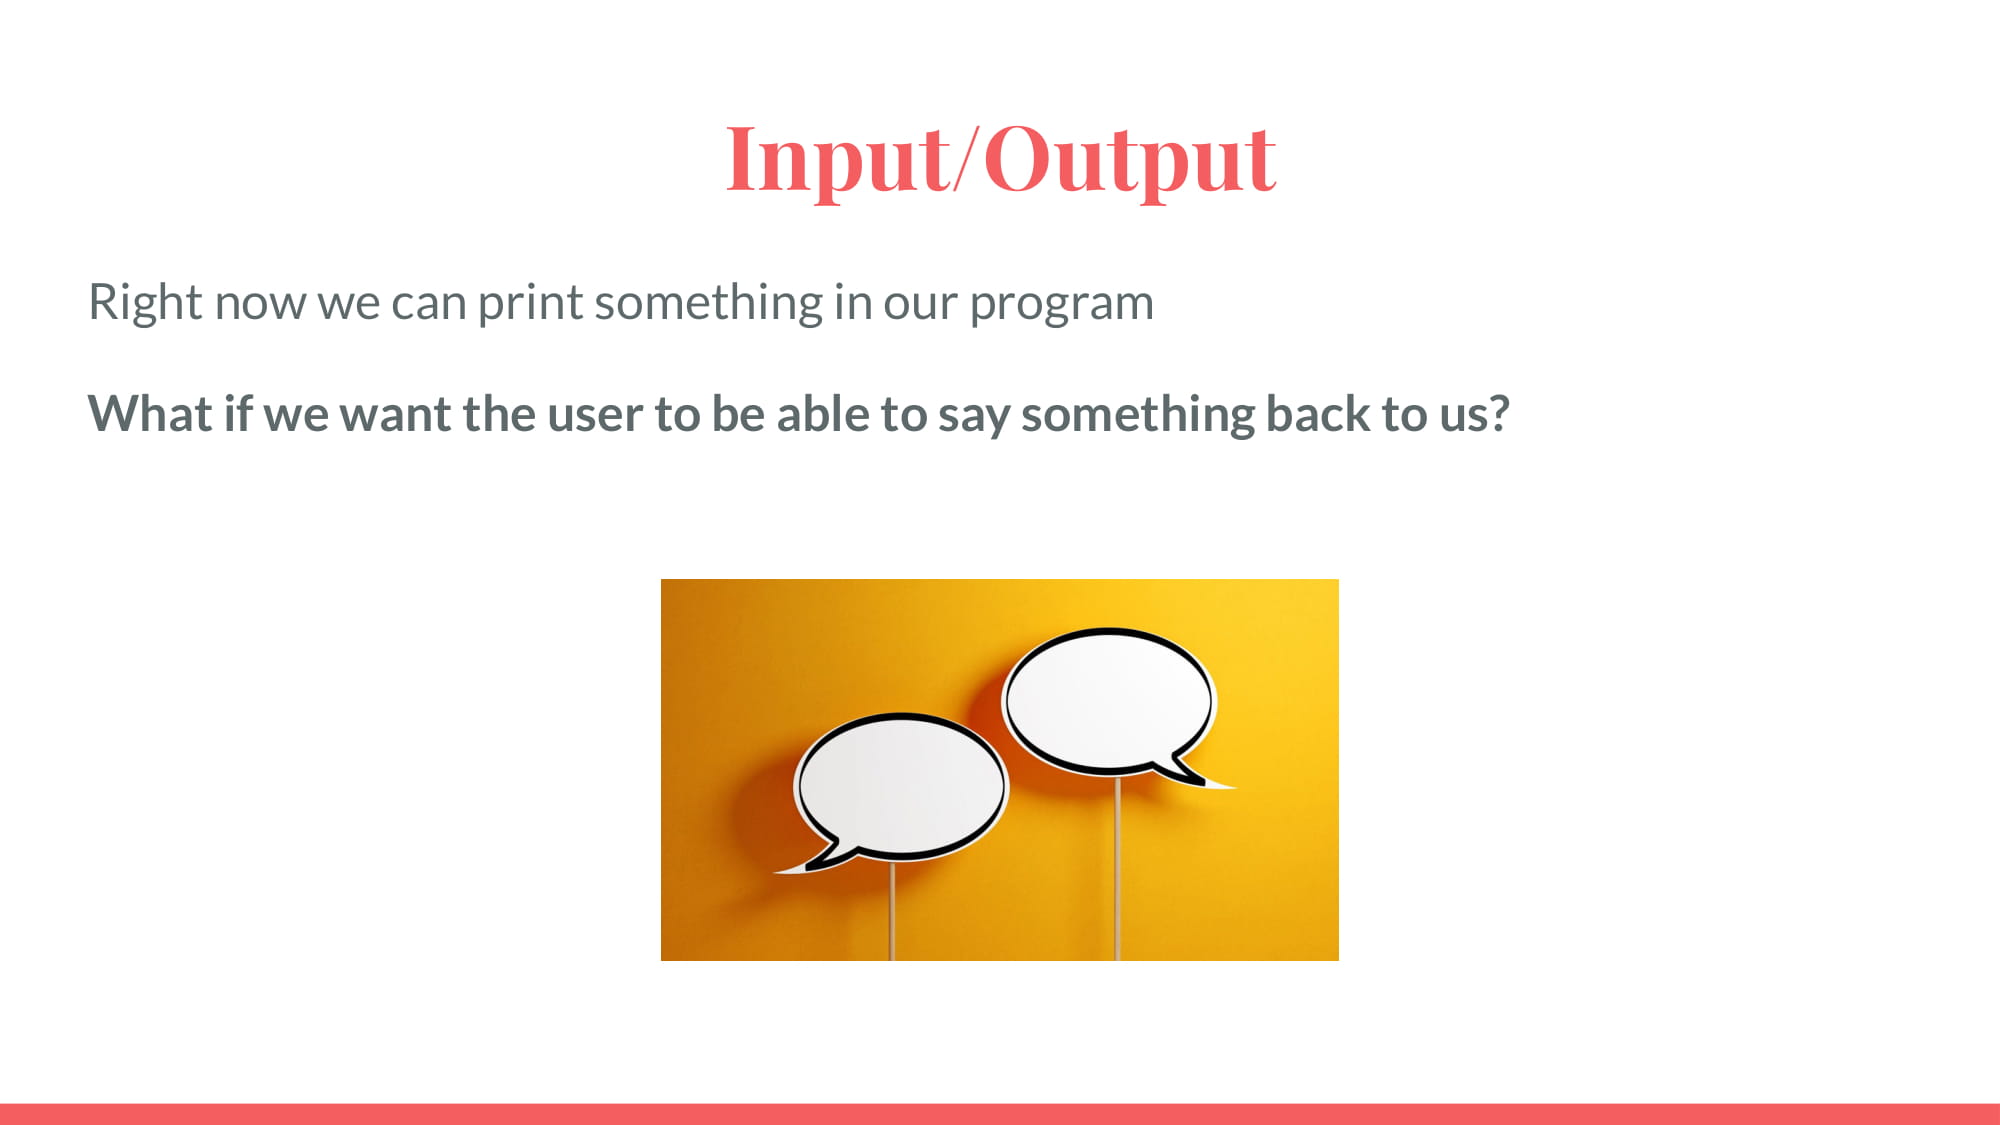 Input/Output
Right now we can print something in our program
What if we want the user to be able to say something back to us?